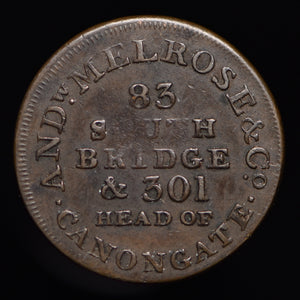 ANDW MELROSE & CO.
83
SOUTH
BRIDGE
& 301
HEAD OF
CANONGATE.